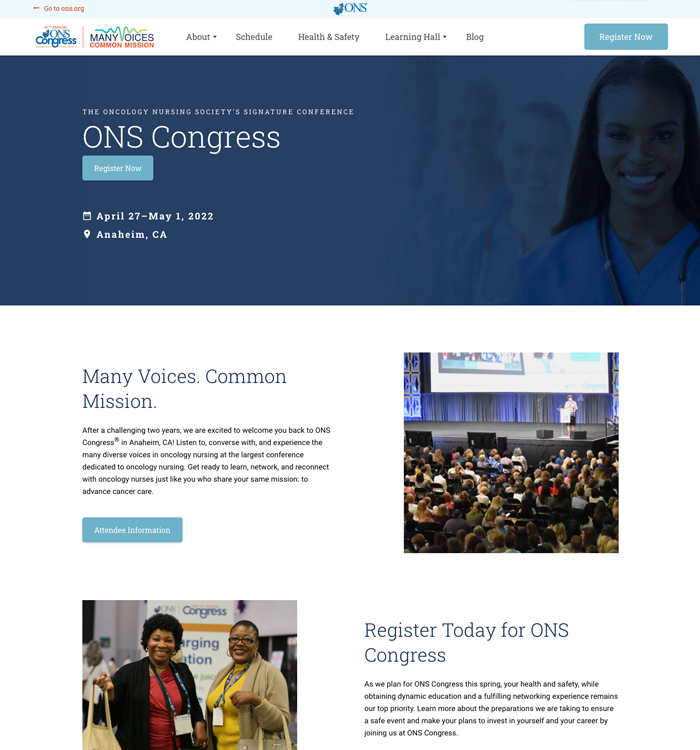 Go to ons.org
ONS
47TH ANNUAL
ONS
Congress
MANY VOICES
COMMON MISSION
About
Schedule
Health & Safety
Learning Hall
Blog
Register Now
THE ONCOLOGY NURSING SOCIETY'S SIGNATURE CONFERENCE
ONS Congress
Register Now
April 27–May 1, 2022
Anaheim, CA
Many Voices. Common
Mission.
After a challenging two years, we are excited to welcome you back to ONS
Congress® in Anaheim, CA! Listen to, converse with, and experience the
many diverse voices in oncology nursing at the largest conference
dedicated to oncology nursing. Get ready to learn, network, and reconnect
with oncology nurses just like you who share your same mission: to
advance cancer care.
Attendee Information
Congress
Register Today for ONS
Congress
As we plan for ONS Congress this spring, your health and safety, while
obtaining dynamic education and a fulfilling networking experience remains
our top priority. Learn more about the preparations we are taking to ensure
a safe event and make your plans to invest in yourself and your career by
joining us at ONS Congress.